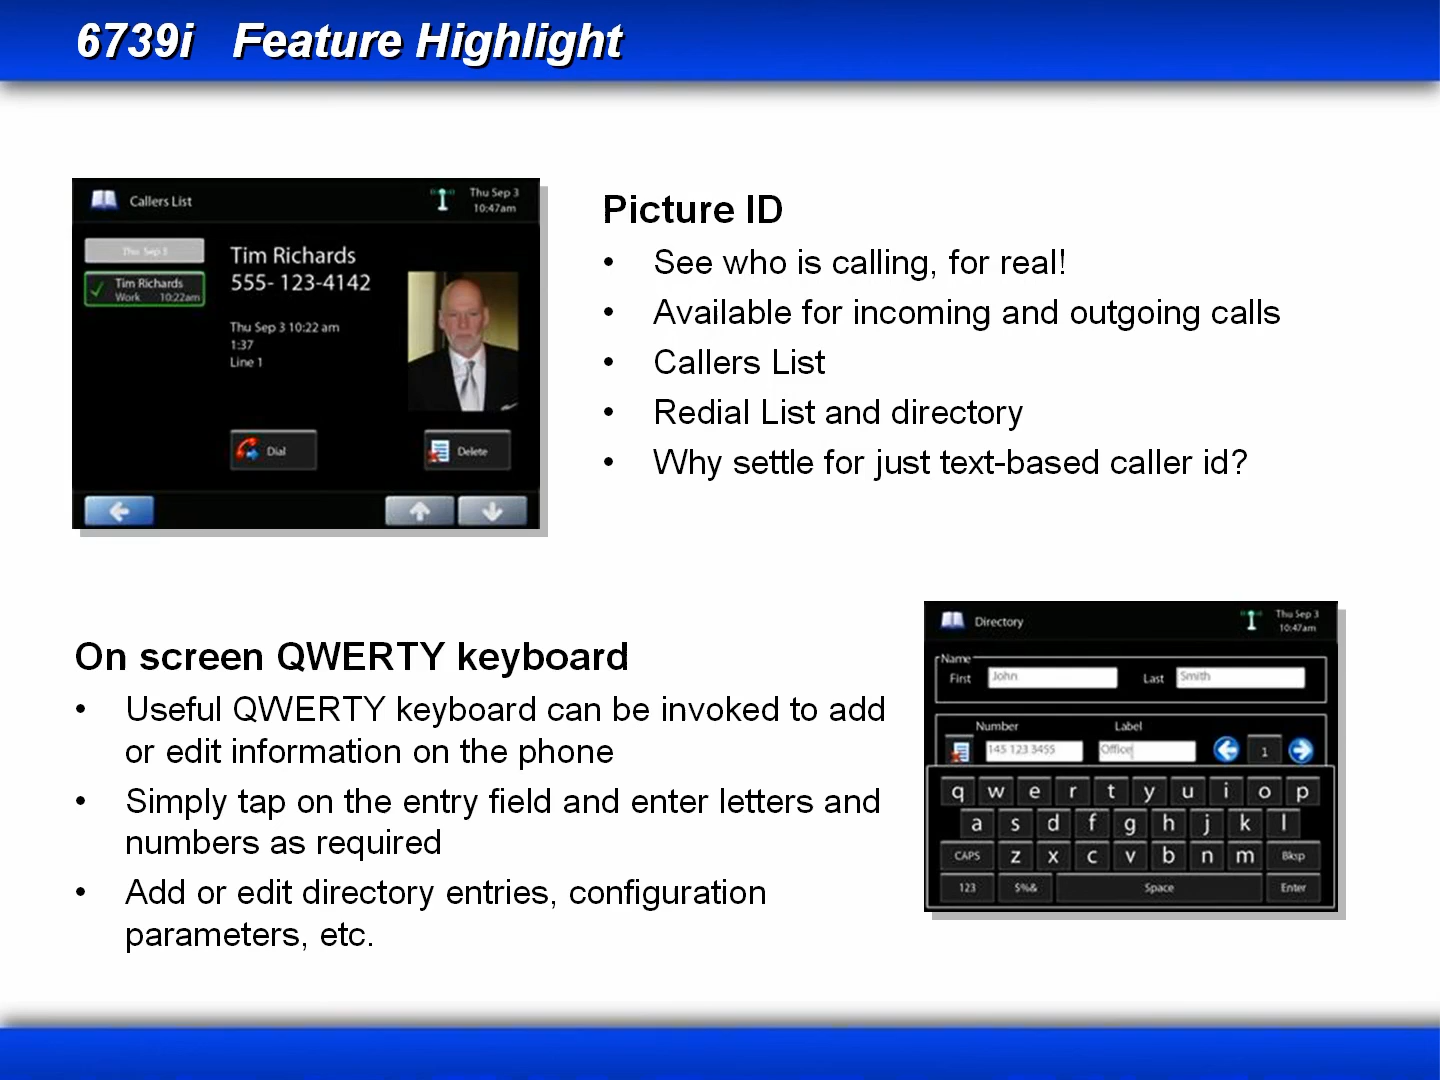 6739i Feature Highlight
Callers List
Thu Sep 3
10:47am
Thu Sep 3
Tim Richards
Work 10:22am
Tim Richards
555- 123-4142
Thu Sep 3 10:22 am
1:37
Line 1
Dial
Delete
Picture ID
• See who is calling, for real!
• Available for incoming and outgoing calls
• Callers List
• Redial List and directory
• Why settle for just text-based caller id?
On screen QWERTY keyboard
• Useful QWERTY keyboard can be invoked to add
or edit information on the phone
• Simply tap on the entry field and enter letters and
numbers as required
• Add or edit directory entries, configuration
parameters, etc.
Directory
Thu Sep 3
10:47am
Name
First John Last Smith
Number Label
145 123 3455 Office 1
q w e r t y u i o p
a s d f g h j k l
CAPS z x c v b n m Bksp
123 $%& Space Enter